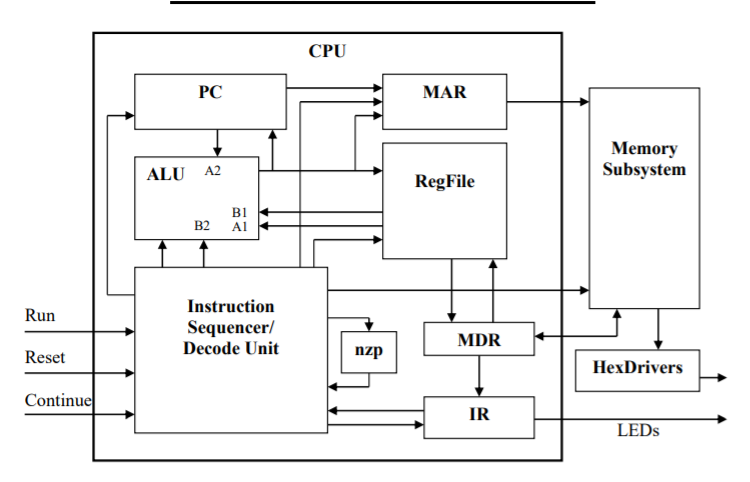 CPU
PC
MAR
Memory
Subsystem
ALU
A2
RegFile
B1
B2
A1
Instruction
Sequencer/
Decode Unit
Run
Reset
Continue
nzp
MDR
HexDrivers
IR
LEDs